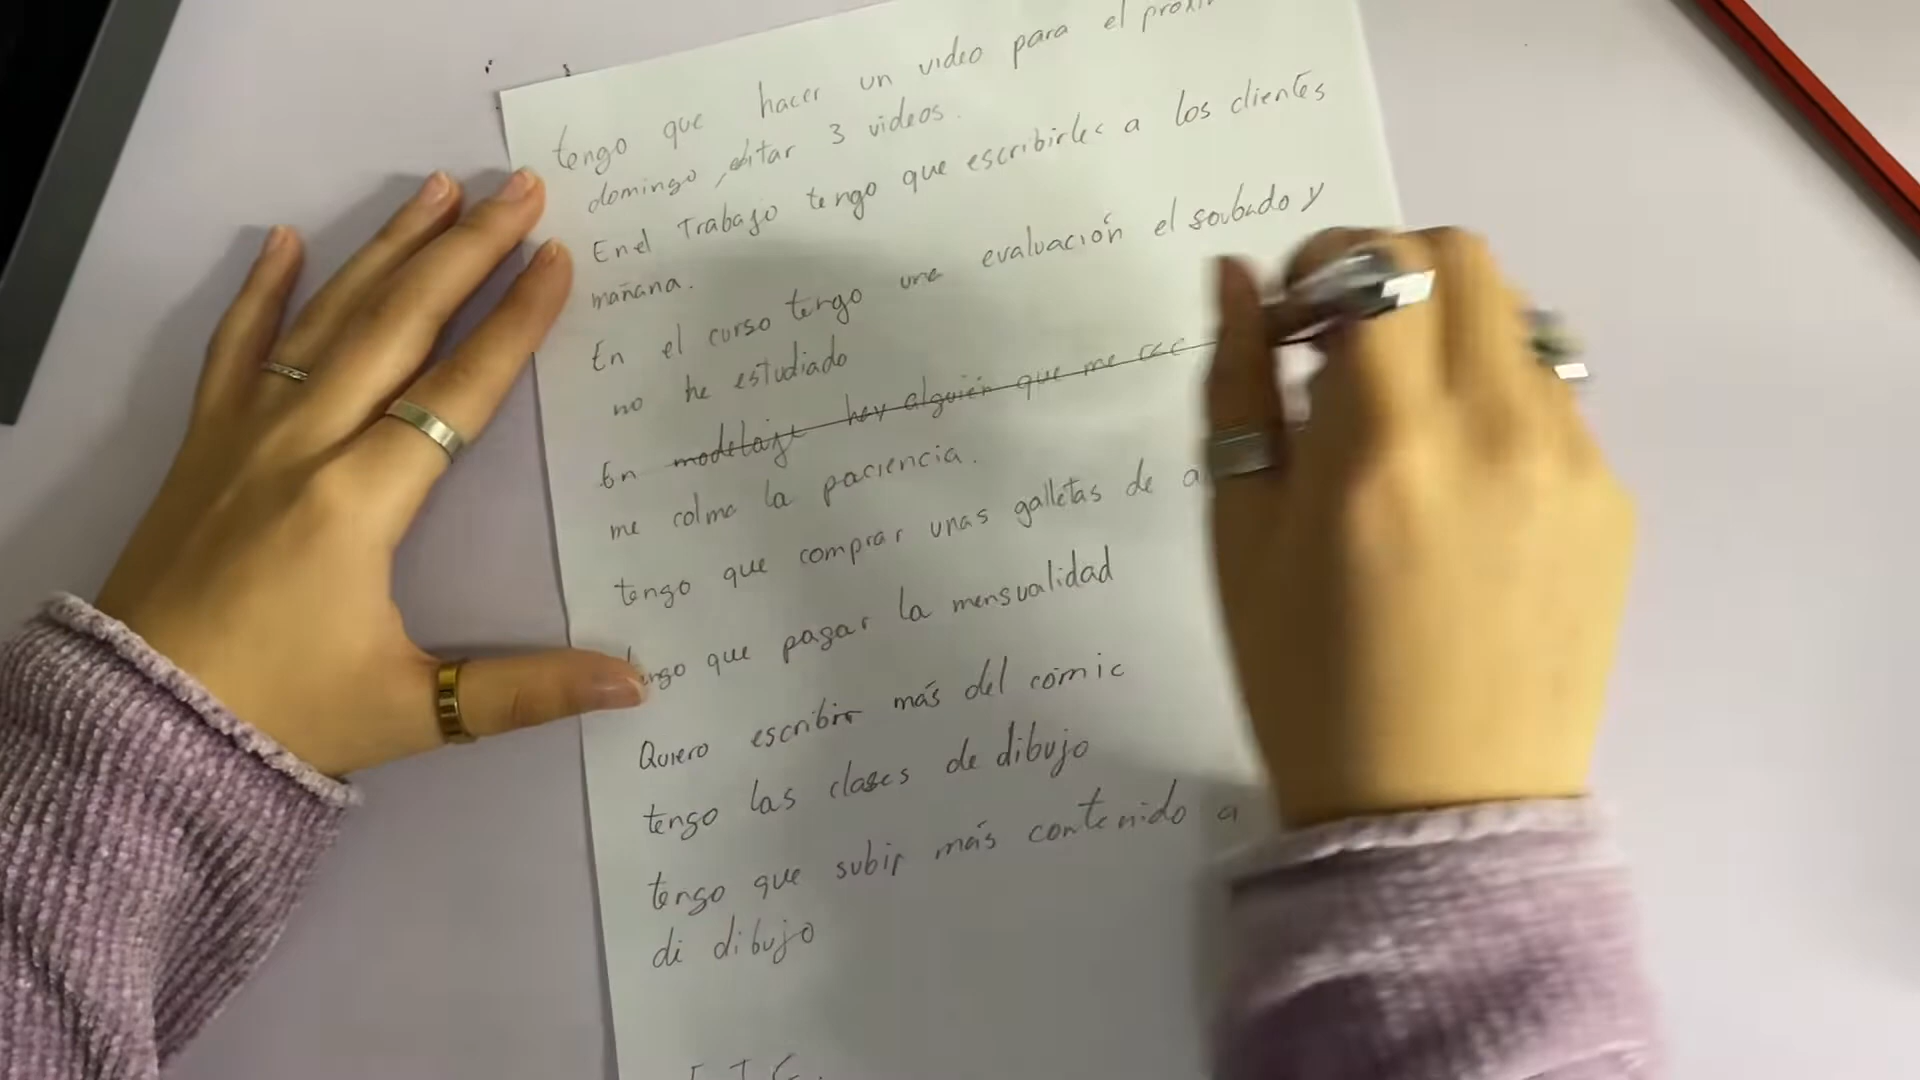 tengo que hacer un video para el
domingo, editar 3 videos.
En el Trabajo tengo que escribirles a los clientes
mañana.
En el curso tengo una evaluación el saubado y
no he estudiado
En modelaje hay alguien que me
me colma la paciencia.
tengo que comprar unas galletas de
que pagar la mensualidad
Quiero escribir más del cómic
tengo las clases de dibujo
tengo que subir más contenido a
di dibujo
ETC.